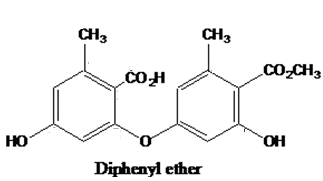 CH₃ CH₃
CO₂H CO₂CH₃
HO O OH
Diphenyl ether